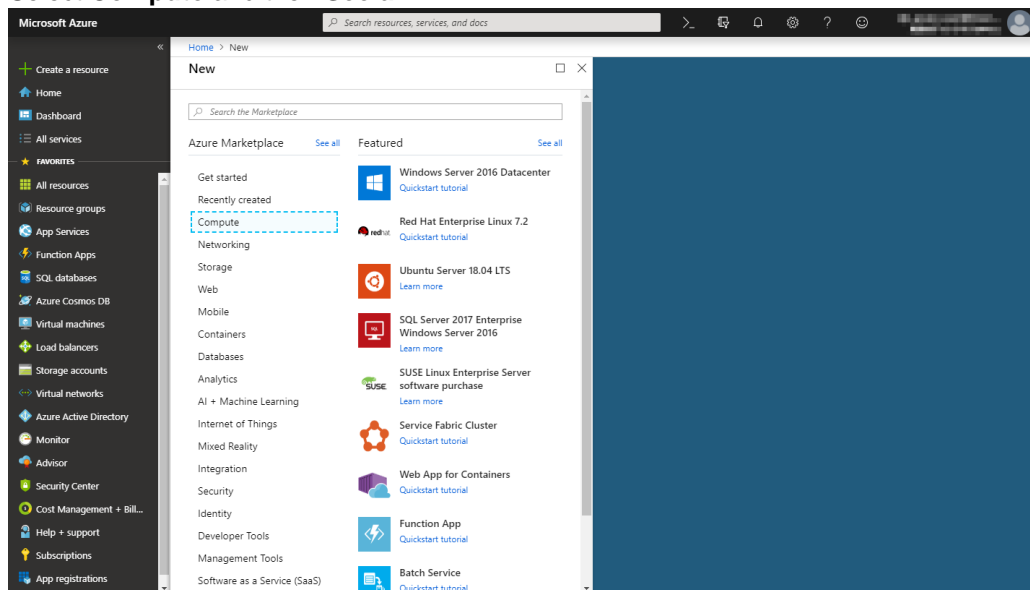 Microsoft Azure
Search resources, services, and docs
Home > New
Create a resource
Home
Dashboard
All services
FAVORITES
All resources
Resource groups
App Services
Function Apps
SQL databases
Azure Cosmos DB
Virtual machines
Load balancers
Storage accounts
Virtual networks
Azure Active Directory
Monitor
Advisor
Security Center
Cost Management + Bill...
Help + support
Subscriptions
App registrations
New
Search the Marketplace
Azure Marketplace See all
Get started
Recently created
Compute
Networking
Storage
Web
Mobile
Containers
Databases
Analytics
AI + Machine Learning
Internet of Things
Mixed Reality
Integration
Security
Identity
Developer Tools
Management Tools
Software as a Service (SaaS)
Featured See all
Windows Server 2016 Datacenter
Quickstart tutorial
redhat
Red Hat Enterprise Linux 7.2
Quickstart tutorial
Ubuntu Server 18.04 LTS
Learn more
SQL Server 2017 Enterprise
Windows Server 2016
Learn more
SUSE
SUSE Linux Enterprise Server
software purchase
Learn more
Service Fabric Cluster
Quickstart tutorial
Web App for Containers
Quickstart tutorial
Function App
Quickstart tutorial
Batch Service
Quickstart tutorial